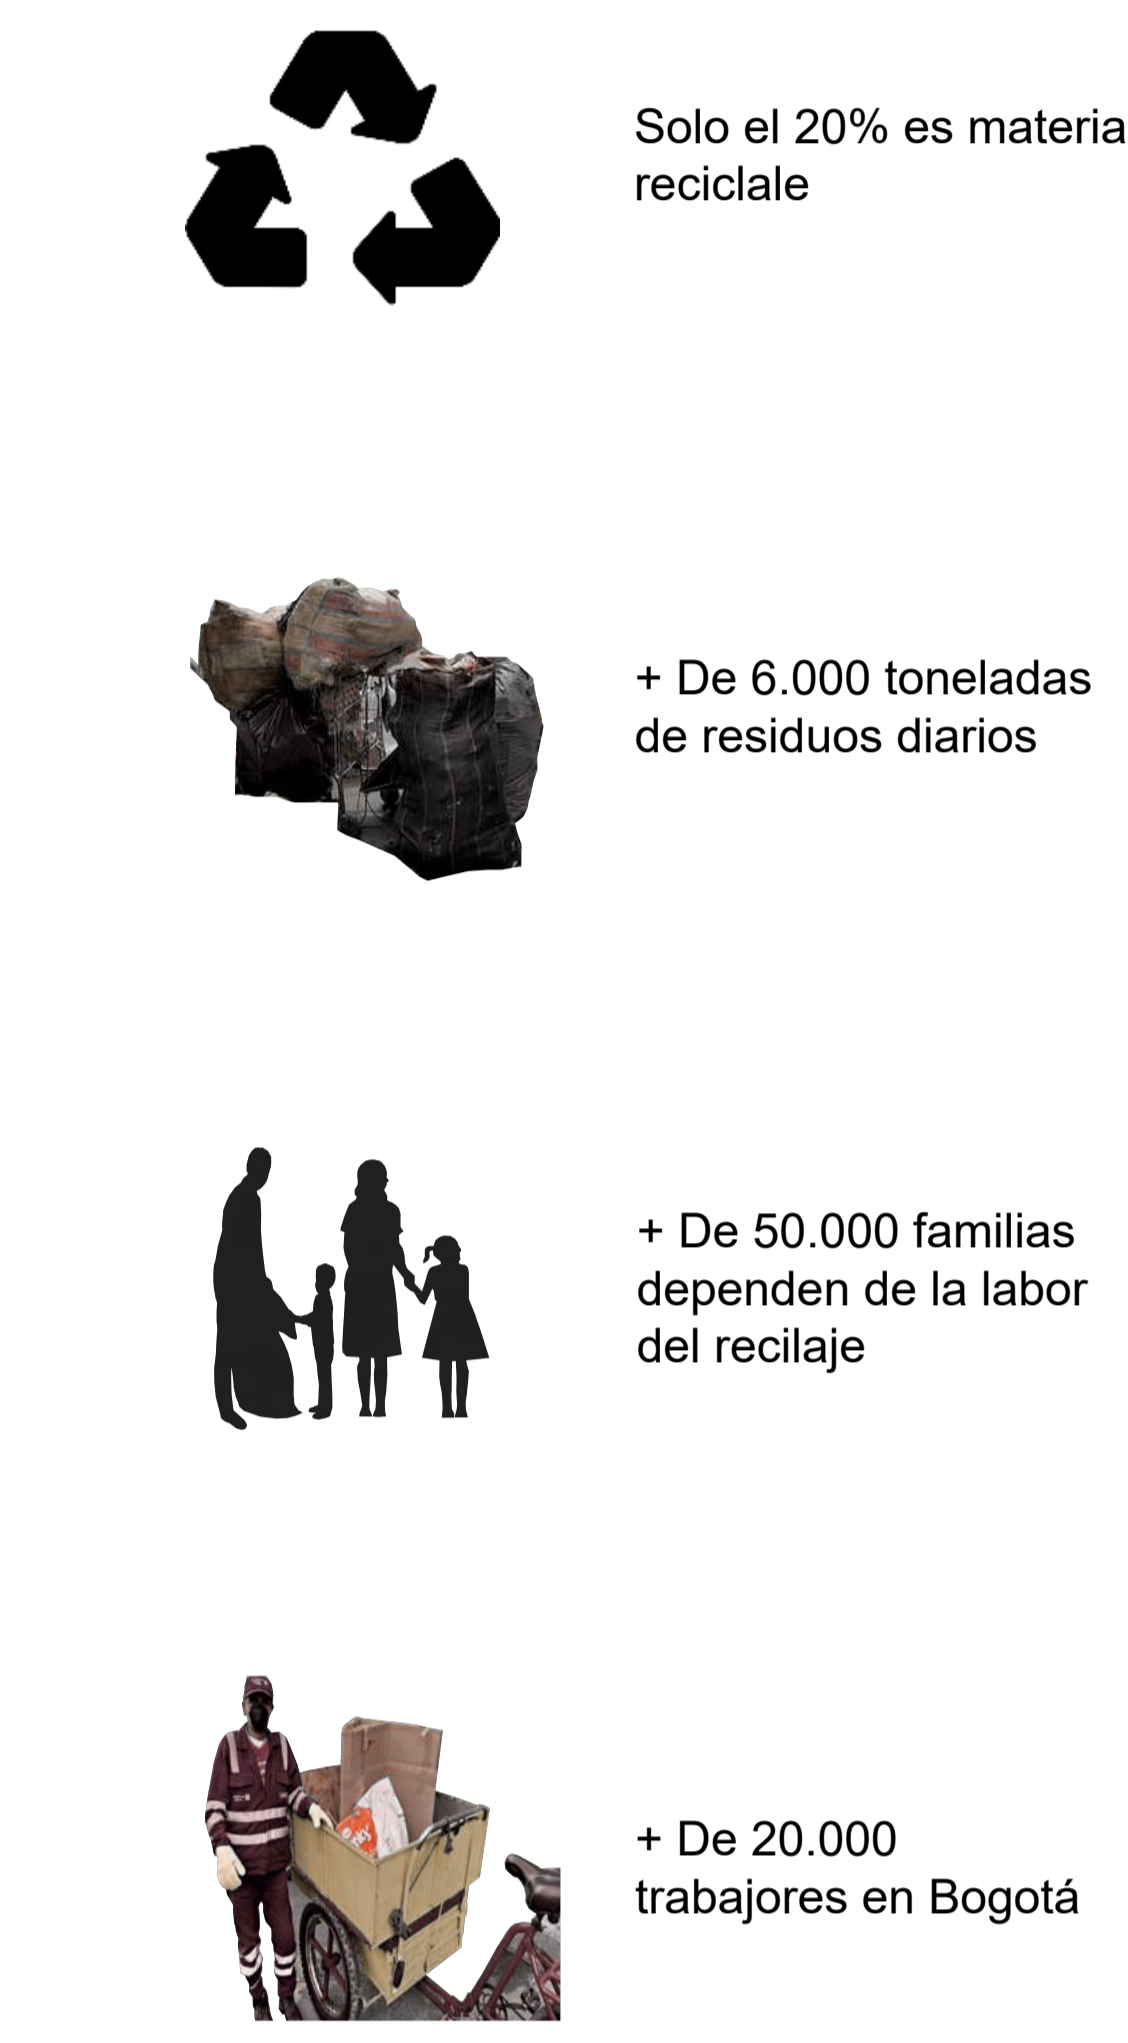 Solo el 20% es materia
reciclale
+ De 6.000 toneladas
de residuos diarios
+ De 50.000 familias
dependen de la labor
del recilaje
+ De 20.000
trabajores en Bogotá